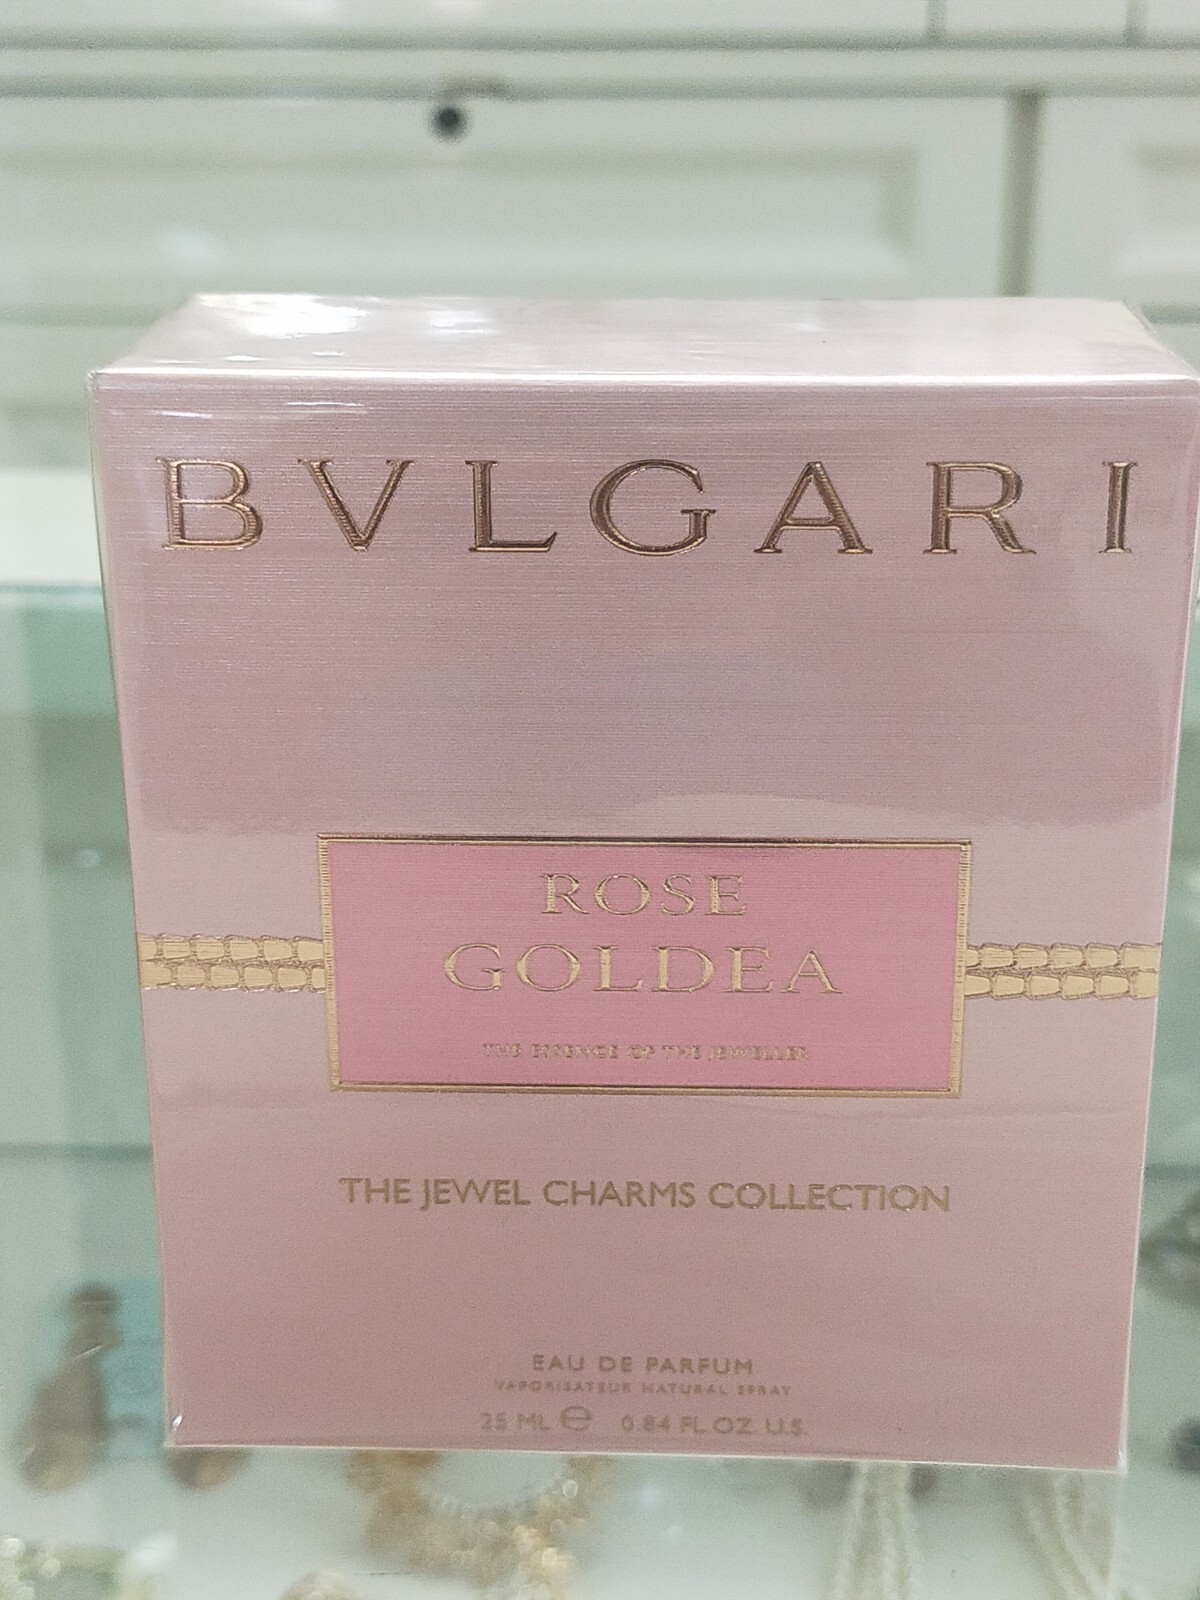 BVLGARI
ROSE
GOLDEA
THE ESSENCE OF THE JEWELLER
THE JEWEL CHARMS COLLECTION
EAU DE PARFUM
VAPORISATEUR NATURAL SPRAY
25 ML ℮ 0.84 FL.OZ. U.S.